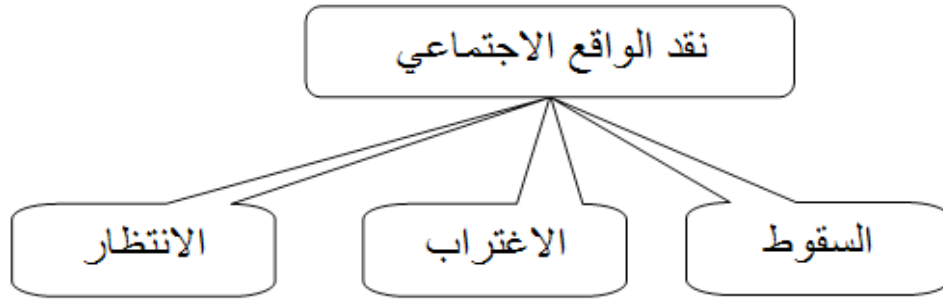 نقد الواقع الاجتماعي
السقوط
الاغتراب
الانتظار